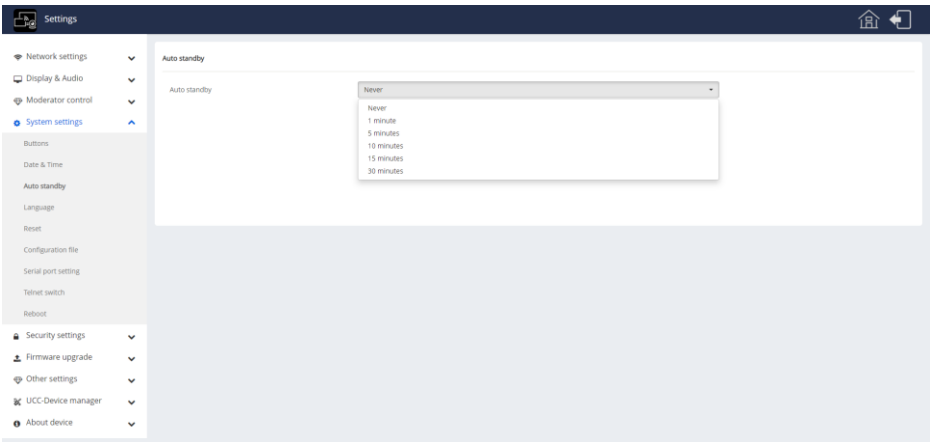 Settings
Network settings
Display & Audio
Moderator control
System settings
Buttons
Date & Time
Auto standby
Language
Reset
Configuration file
Serial port setting
Telnet switch
Reboot
Security settings
Firmware upgrade
Other settings
UCC-Device manager
About device
Auto standby
Auto standby
Never
Never
1 minute
5 minutes
10 minutes
15 minutes
30 minutes